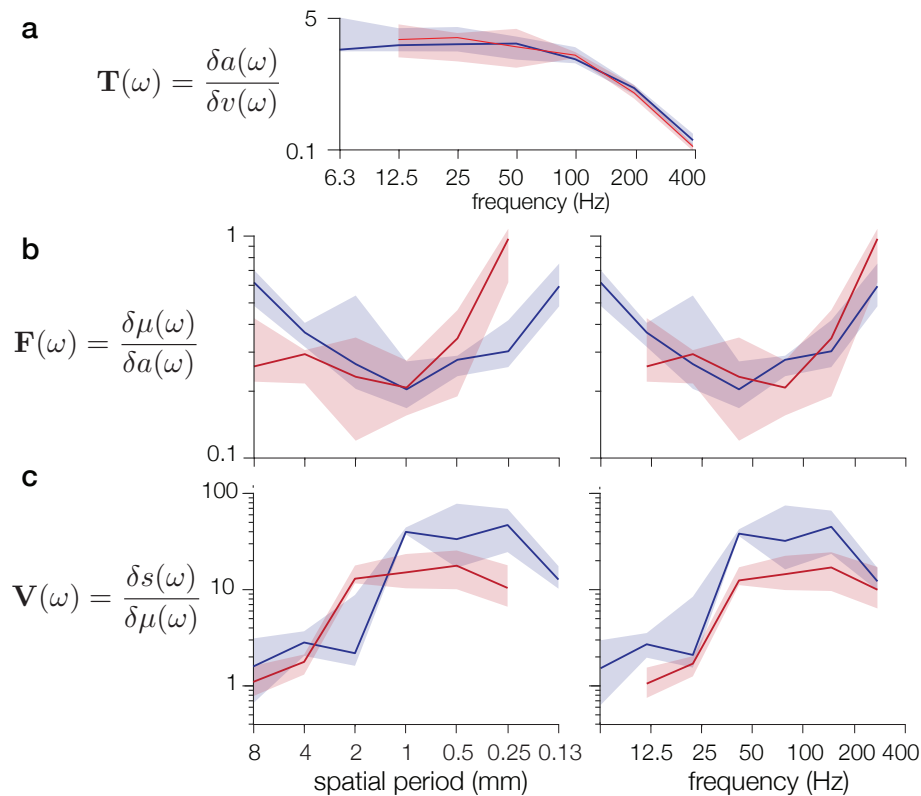 a
T(ω) = δa(ω) / δv(ω)
5
0.1
6.3 12.5 25 50 100 200 400
frequency (Hz)
b
F(ω) = δμ(ω) / δa(ω)
1
0.1
c
V(ω) = δs(ω) / δμ(ω)
100
10
1
8 4 2 1 0.5 0.25 0.13
spatial period (mm)
12.5 25 50 100 200 400
frequency (Hz)